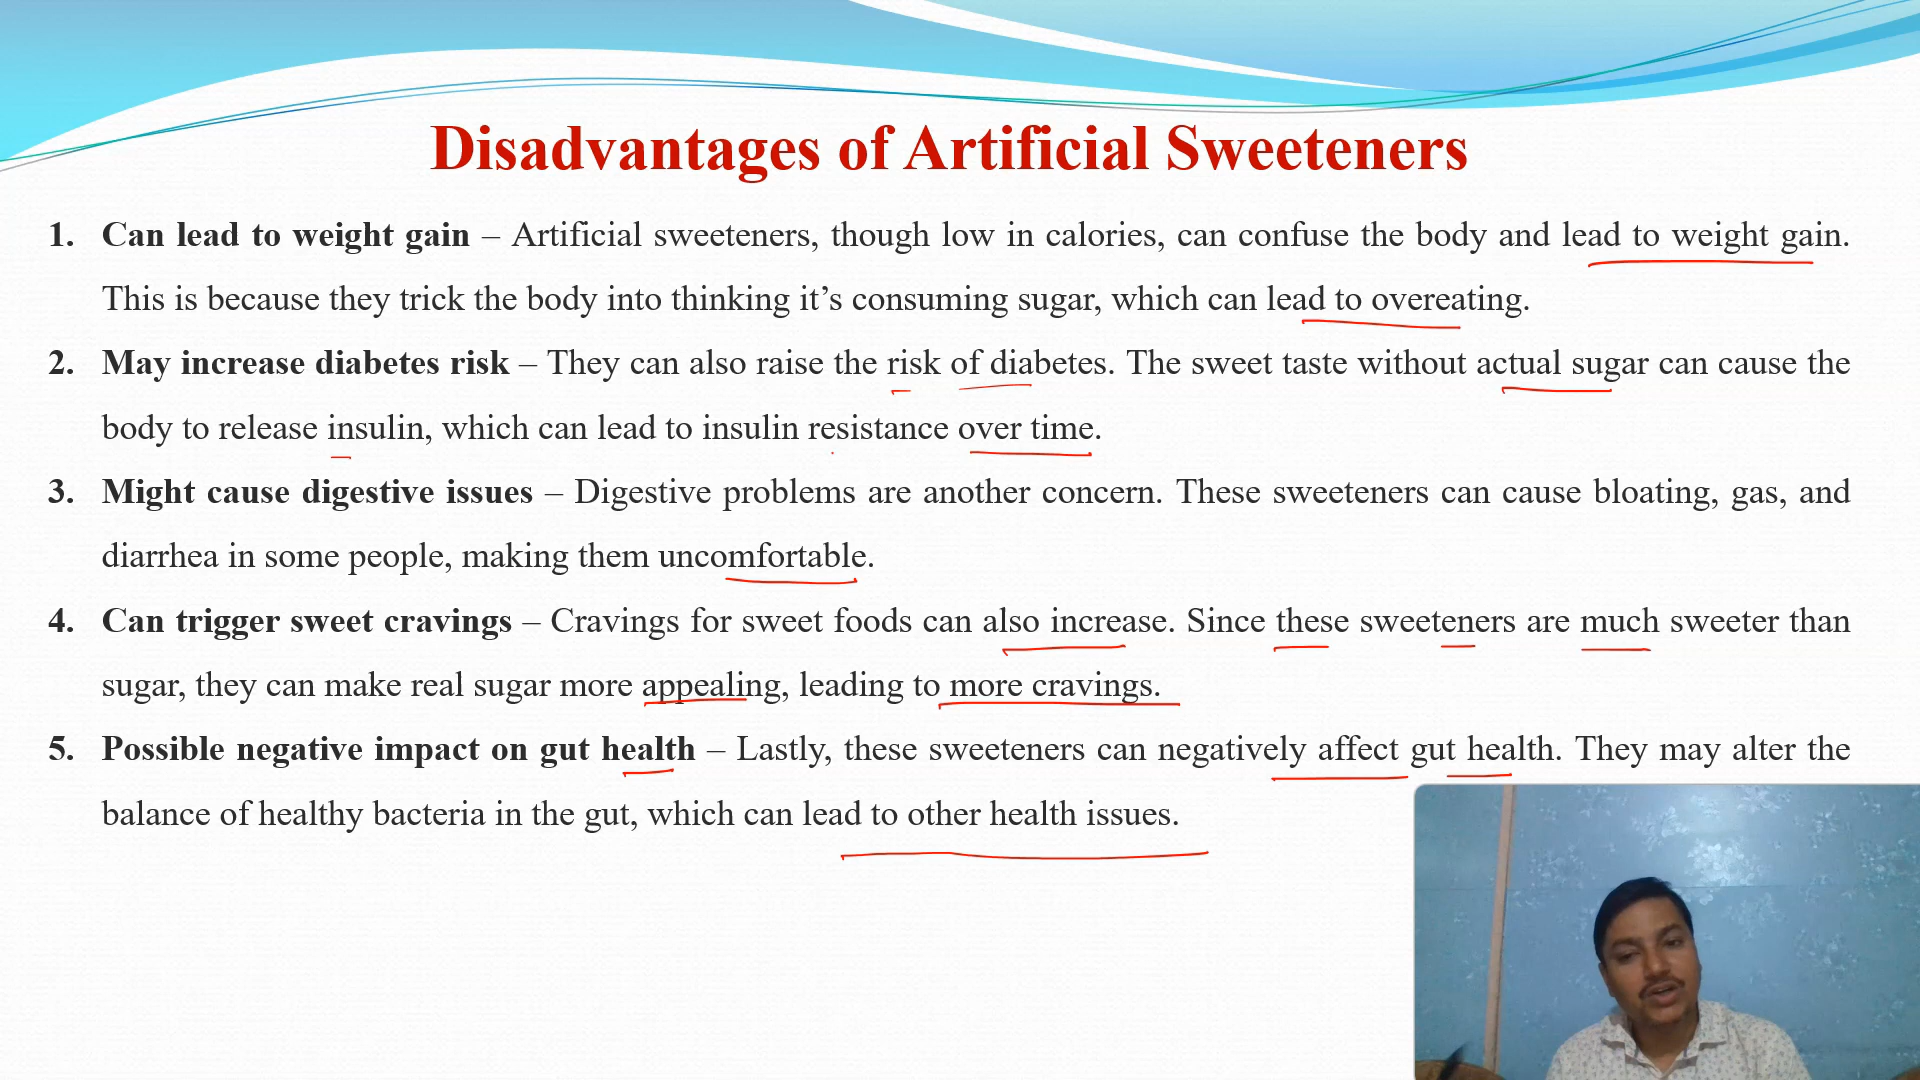 Disadvantages of Artificial Sweeteners
1. Can lead to weight gain – Artificial sweeteners, though low in calories, can confuse the body and lead to weight gain.
This is because they trick the body into thinking it’s consuming sugar, which can lead to overeating.
2. May increase diabetes risk – They can also raise the risk of diabetes. The sweet taste without actual sugar can cause the
body to release insulin, which can lead to insulin resistance over time.
3. Might cause digestive issues – Digestive problems are another concern. These sweeteners can cause bloating, gas, and
diarrhea in some people, making them uncomfortable.
4. Can trigger sweet cravings – Cravings for sweet foods can also increase. Since these sweeteners are much sweeter than
sugar, they can make real sugar more appealing, leading to more cravings.
5. Possible negative impact on gut health – Lastly, these sweeteners can negatively affect gut health. They may alter the
balance of healthy bacteria in the gut, which can lead to other health issues.